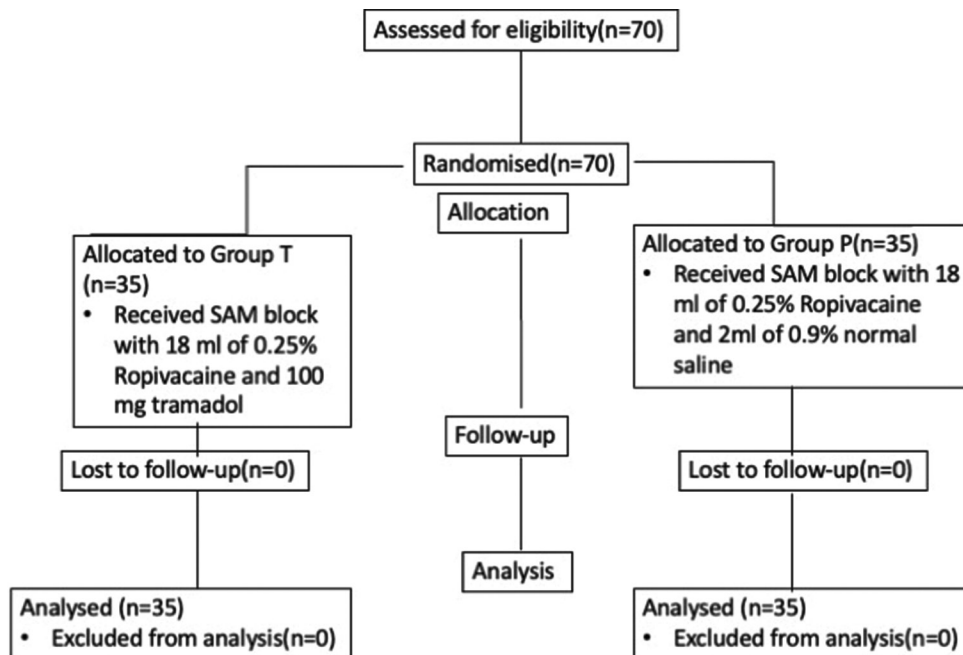 Assessed for eligibility(n=70)
Randomised(n=70)
Allocation
Allocated to Group T
(n=35)
• Received SAM block
with 18 ml of 0.25%
Ropivacaine and 100
mg tramadol
Allocated to Group P(n=35)
• Received SAM block with 18
ml of 0.25% Ropivacaine
and 2ml of 0.9% normal
saline
Follow-up
Lost to follow-up(n=0)
Lost to follow-up(n=0)
Analysis
Analysed (n=35)
• Excluded from analysis(n=0)
Analysed (n=35)
• Excluded from analysis(n=0)